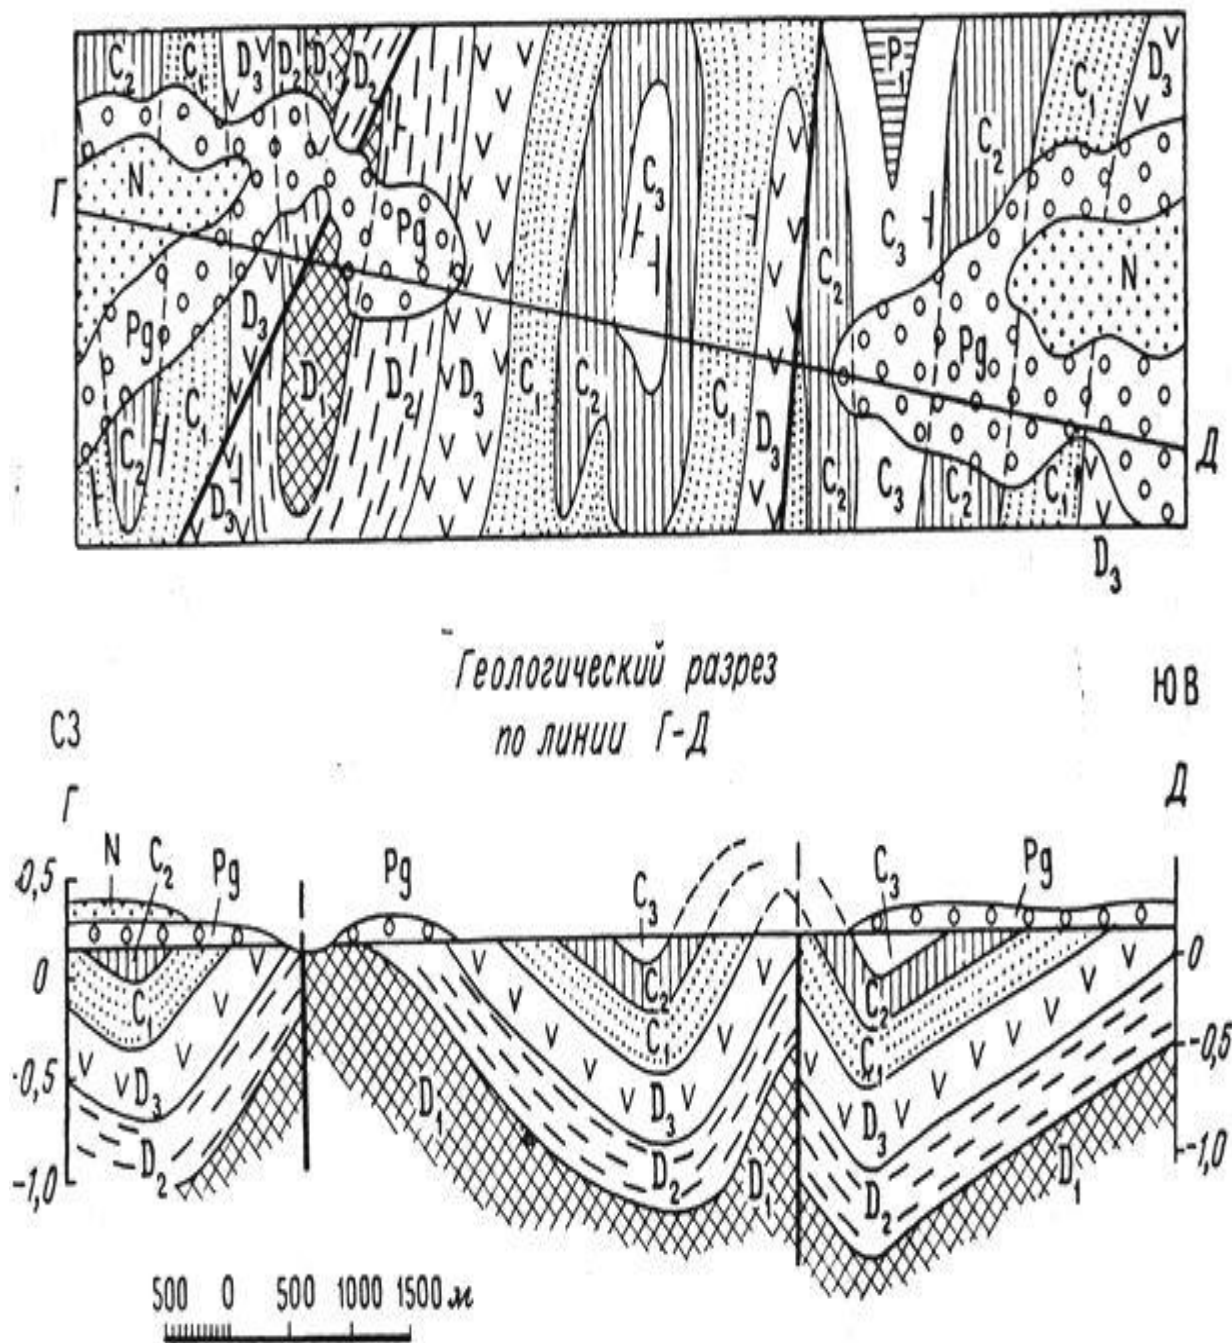 C₂ C₁ D₃ D₂ D₁ D₂ P₁ C₁ D₃
C₂
Г N Pg C₃ C₃ N
C₂
Pg D₃ Pg
C₁ D₁ D₂ D₃ C₁ C₂ C₁ D₃
C₂ D₃ C₂ C₃ C₂ C₁ Д
D₃
Геологический разрез
по линии Г-Д
СЗ ЮВ
Г Д
N C₂ Pg Pg C₃ C₃ Pg
0,5
0 0
C₁ C₂ C₂
C₁ C₁
-0,5 -0,5
D₃ D₁ D₃ D₃
-1,0 D₂ D₂ D₁ D₂ D₁ -1,0
500 0 500 1000 1500 м